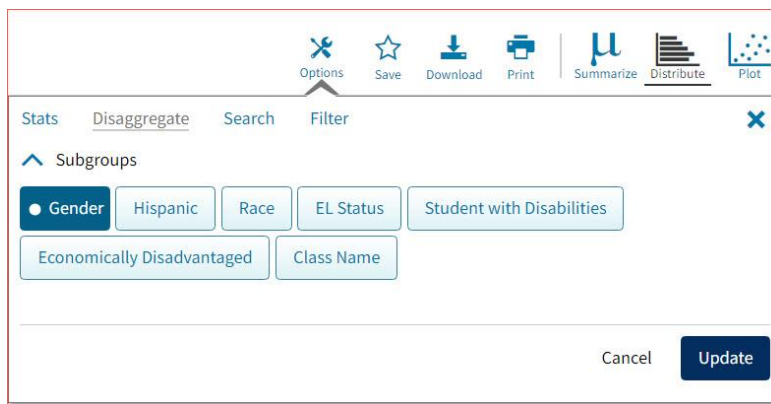 μ
Options Save Download Print Summarize Distribute Plot
Stats Disaggregate Search Filter
Subgroups
Gender Hispanic Race EL Status Student with Disabilities
Economically Disadvantaged Class Name
Cancel Update